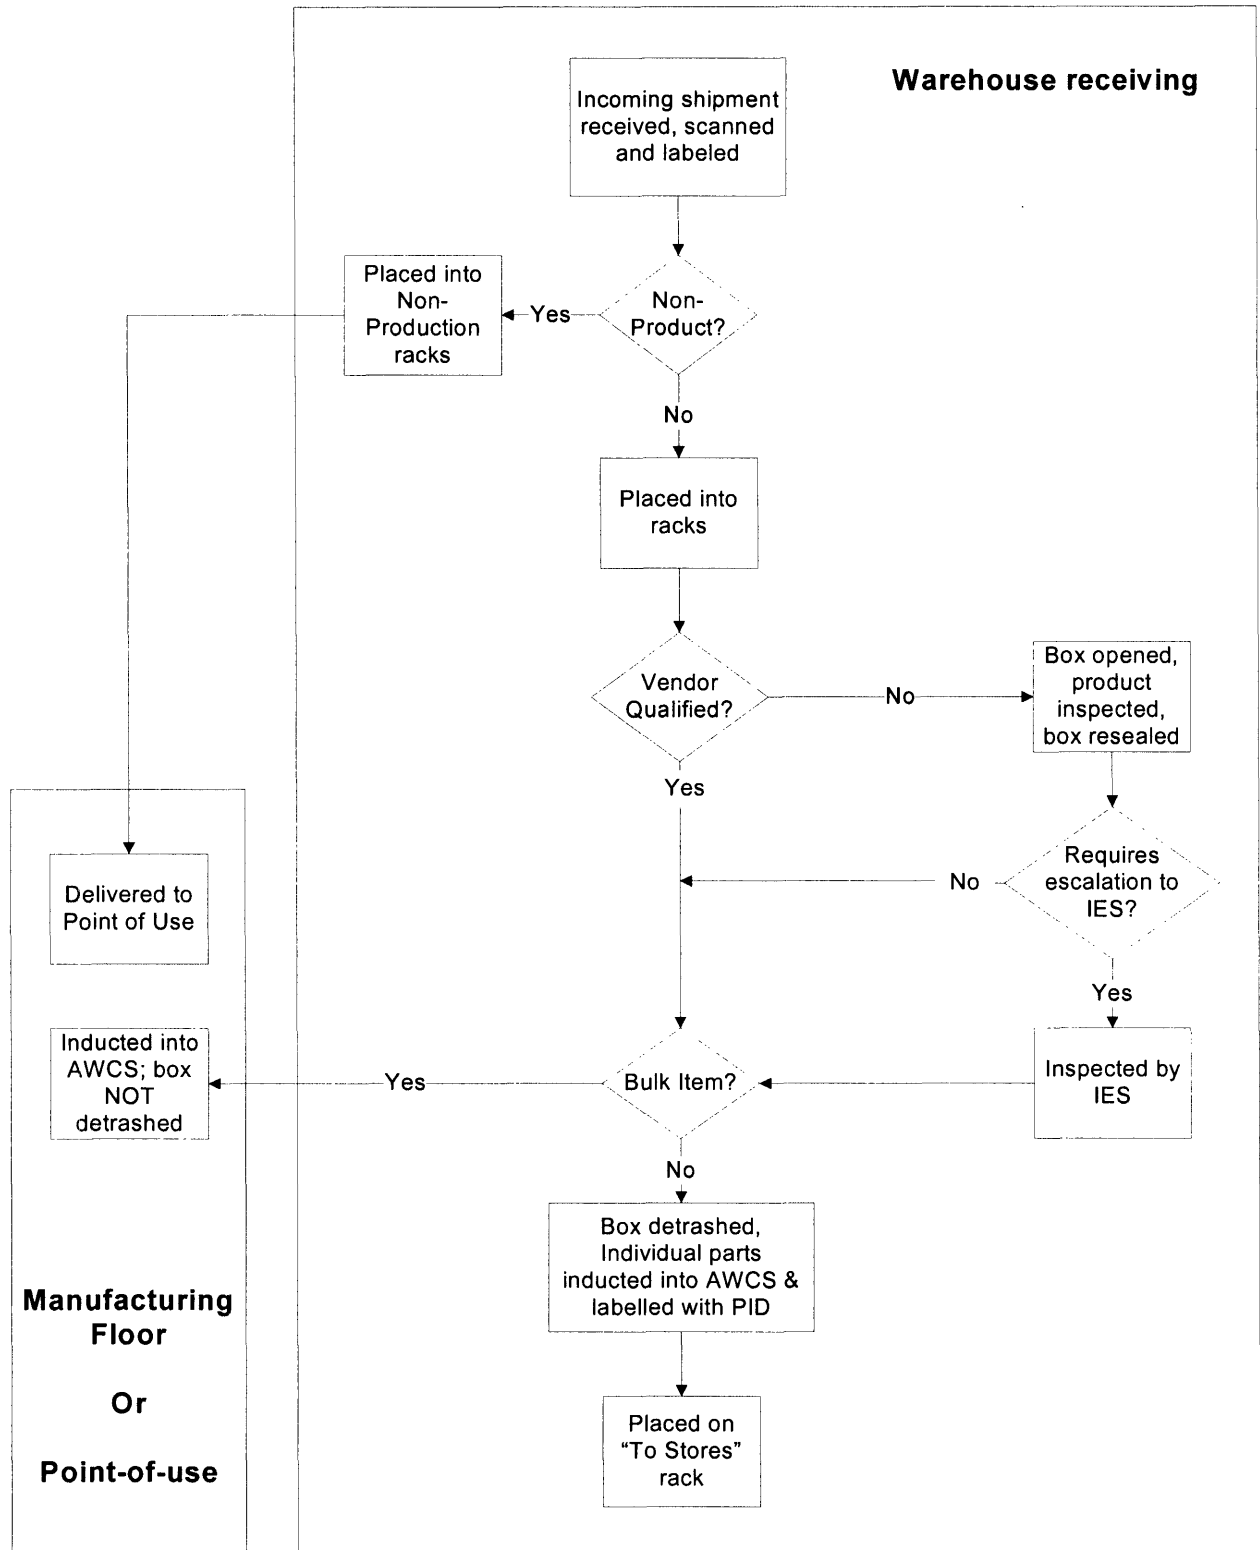 Warehouse receiving
Incoming shipment
received, scanned
and labeled
Non-
Product?
Yes
Placed into
Non-
Production
racks
No
Placed into
racks
Vendor
Qualified?
No
Box opened,
product
inspected,
box resealed
Yes
Requires
escalation to
IES?
No
Yes
Delivered to
Point of Use
Inducted into
AWCS; box
NOT
detrashed
Yes
Bulk Item?
Inspected by
IES
No
Box detrashed,
Individual parts
inducted into AWCS &
labelled with PID
Placed on
“To Stores”
rack
Manufacturing
Floor
Or
Point-of-use